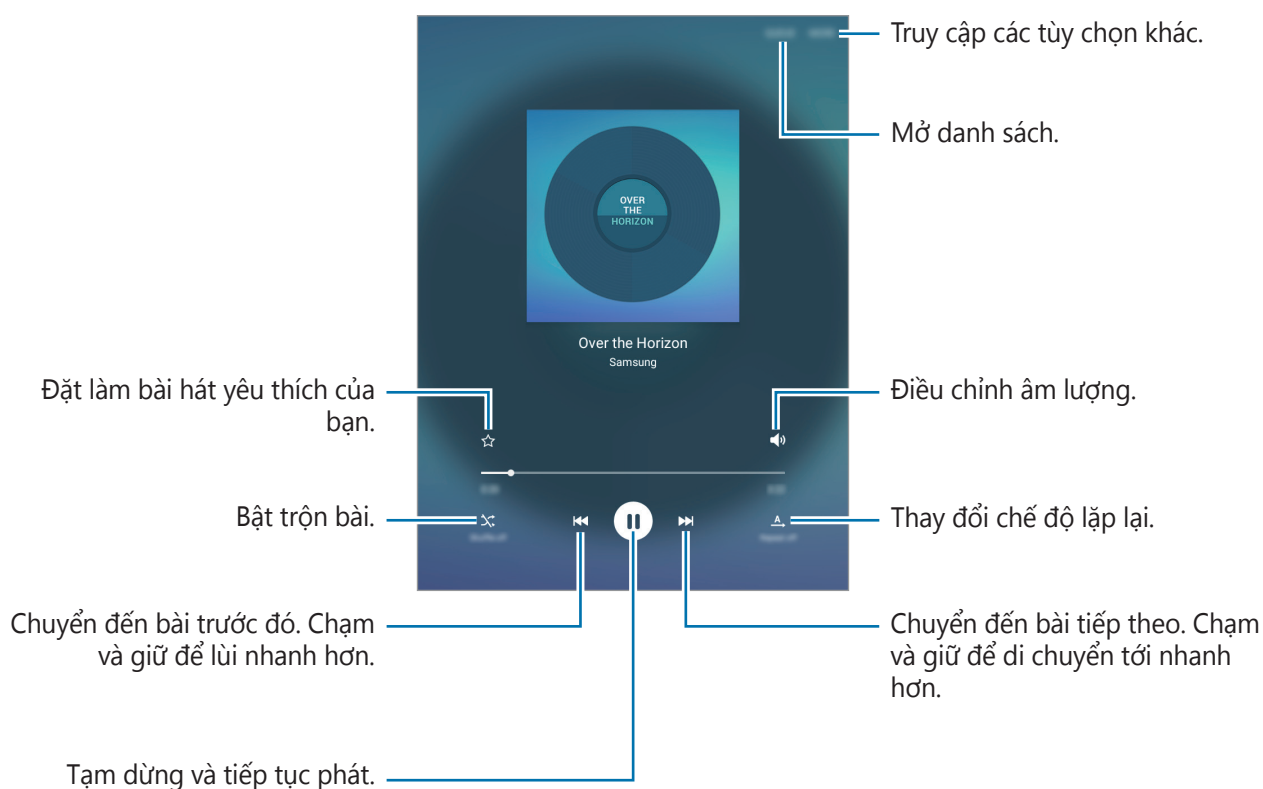 Truy cập các tùy chọn khác.
Mở danh sách.
OVER
THE
HORIZON
Over the Horizon
Samsung
Đặt làm bài hát yêu thích của
bạn.
Điều chỉnh âm lượng.
Bật trộn bài.
A
Thay đổi chế độ lặp lại.
Chuyển đến bài trước đó. Chạm
và giữ để lùi nhanh hơn.
Chuyển đến bài tiếp theo. Chạm
và giữ để di chuyển tới nhanh
hơn.
Tạm dừng và tiếp tục phát.